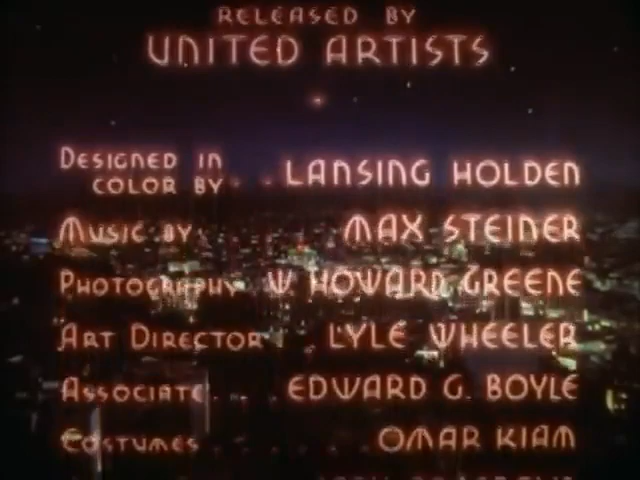 RELEASED BY
UNITED ARTISTS
DESIGNED IN
COLOR BY LANSING HOLDEN
MUSIC BY MAX STEINER
PHOTOGRAPHY W. HOWARD GREENE
ART DIRECTOR LYLE WHEELER
ASSOCIATE EDWARD G. BOYLE
COSTUMES OMAR KIAM